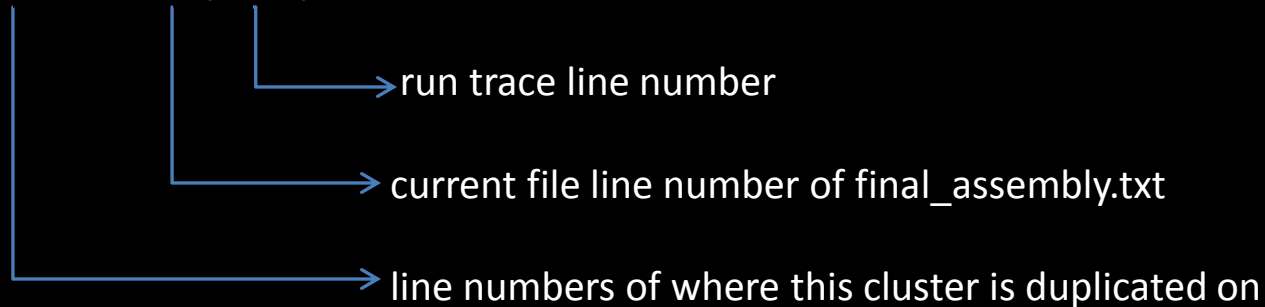 run trace line number
current file line number of final_assembly.txt
line numbers of where this cluster is duplicated on